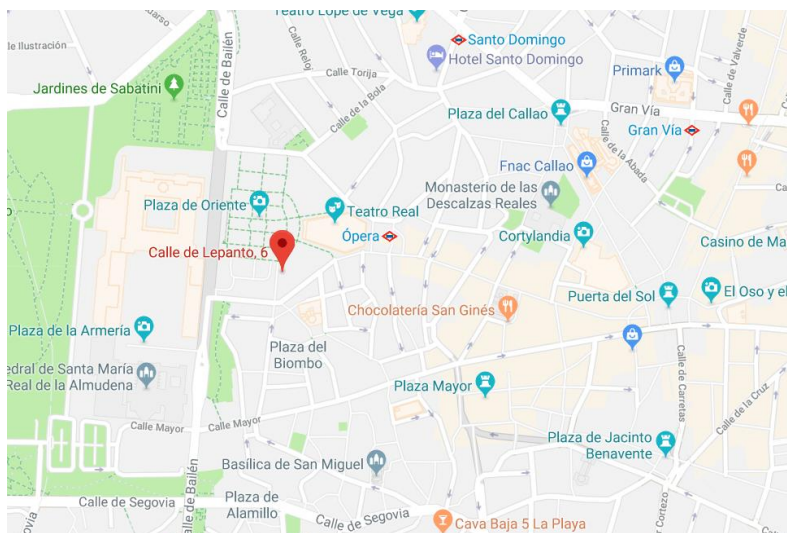 Teatro Lope de Vega
Calle de Bailén
Calle Reloj
Santo Domingo
Hotel Santo Domingo
Calle de Valverde
Calle Ilustración
Calle Torija
Primark
Jardines de Sabatini
Calle de la Bola
Plaza del Callao
Gran Vía
Gran Vía
Calle de la Abada
Fnac Callao
Monasterio de las
Descalzas Reales
Plaza de Oriente
Teatro Real
Ópera
Cortylandia
Casino de Ma
Calle de Lepanto, 6
Puerta del Sol
El Oso y el
Chocolatería San Ginés
Plaza de la Armería
Plaza del
Biombo
edral de Santa María
Real de la Almudena
Plaza Mayor
Calle de Carretas
Calle de la Cruz
Calle Mayor
Calle Mayor
Plaza de Jacinto
Benavente
Basílica de San Miguel
Calle de Bailén
Plaza de
Alamillo
Calle de Segovia
Calle de Segovia
Cava Baja 5 La Playa
Cortezo